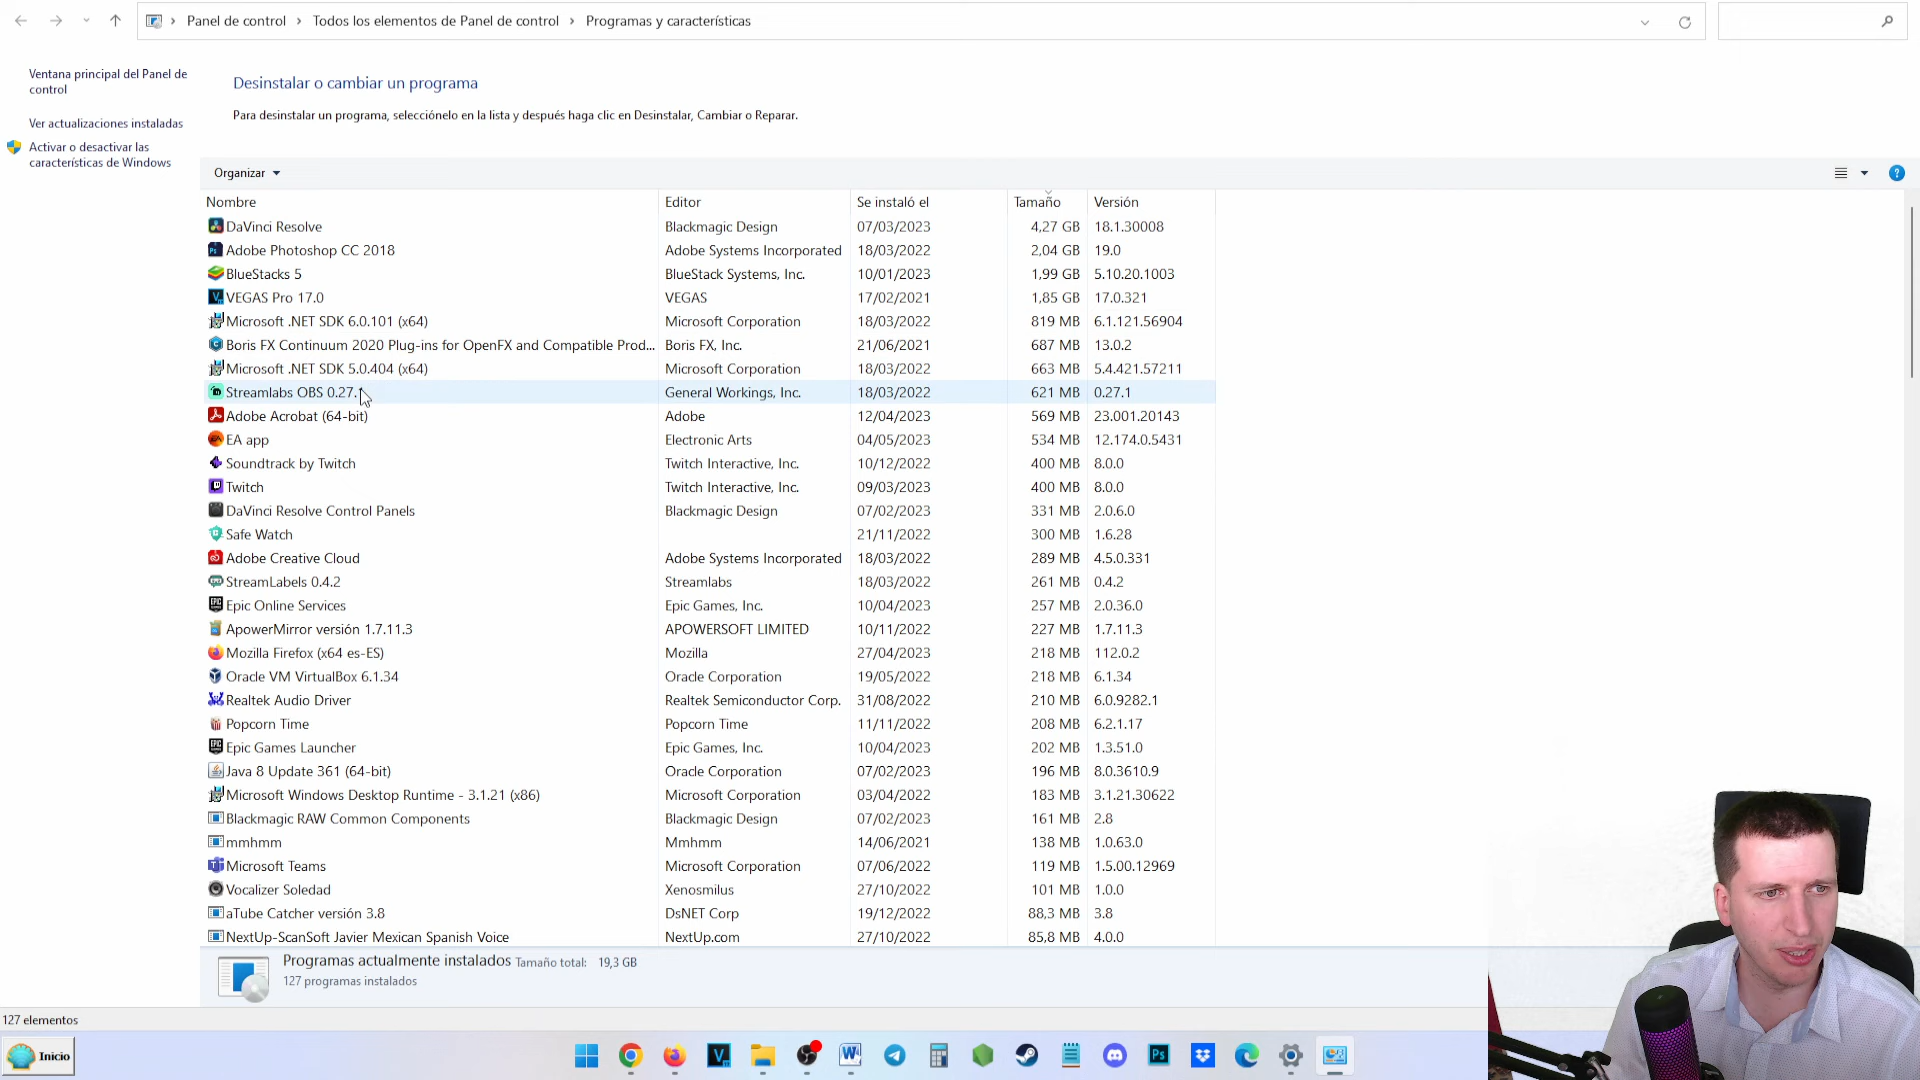 Panel de control > Todos los elementos de Panel de control > Programas y características
Ventana principal del Panel de
control
Ver actualizaciones instaladas
Activar o desactivar las
características de Windows
Desinstalar o cambiar un programa
Para desinstalar un programa, selecciónelo en la lista y después haga clic en Desinstalar, Cambiar o Reparar.
Organizar
Nombre Editor Se instaló el Tamaño Versión
DaVinci Resolve Blackmagic Design 07/03/2023 4,27 GB 18.1.30008
Adobe Photoshop CC 2018 Adobe Systems Incorporated 18/03/2022 2,04 GB 19.0
BlueStacks 5 BlueStack Systems, Inc. 10/01/2023 1,99 GB 5.10.20.1003
VEGAS Pro 17.0 VEGAS 17/02/2021 1,85 GB 17.0.321
Microsoft .NET SDK 6.0.101 (x64) Microsoft Corporation 18/03/2022 819 MB 6.1.121.56904
Boris FX Continuum 2020 Plug-ins for OpenFX and Compatible Prod... Boris FX, Inc. 21/06/2021 687 MB 13.0.2
Microsoft .NET SDK 5.0.404 (x64) Microsoft Corporation 18/03/2022 663 MB 5.4.421.57211
Streamlabs OBS 0.27. General Workings, Inc. 18/03/2022 621 MB 0.27.1
Adobe Acrobat (64-bit) Adobe 12/04/2023 569 MB 23.001.20143
EA app Electronic Arts 04/05/2023 534 MB 12.174.0.5431
Soundtrack by Twitch Twitch Interactive, Inc. 10/12/2022 400 MB 8.0.0
Twitch Twitch Interactive, Inc. 09/03/2023 400 MB 8.0.0
DaVinci Resolve Control Panels Blackmagic Design 07/02/2023 331 MB 2.0.6.0
Safe Watch 21/11/2022 300 MB 1.6.28
Adobe Creative Cloud Adobe Systems Incorporated 18/03/2022 289 MB 4.5.0.331
StreamLabels 0.4.2 Streamlabs 18/03/2022 261 MB 0.4.2
Epic Online Services Epic Games, Inc. 10/04/2023 257 MB 2.0.36.0
ApowerMirror versión 1.7.11.3 APOWERSOFT LIMITED 10/11/2022 227 MB 1.7.11.3
Mozilla Firefox (x64 es-ES) Mozilla 27/04/2023 218 MB 112.0.2
Oracle VM VirtualBox 6.1.34 Oracle Corporation 19/05/2022 218 MB 6.1.34
Realtek Audio Driver Realtek Semiconductor Corp. 31/08/2022 210 MB 6.0.9282.1
Popcorn Time Popcorn Time 11/11/2022 208 MB 6.2.1.17
Epic Games Launcher Epic Games, Inc. 10/04/2023 202 MB 1.3.51.0
Java 8 Update 361 (64-bit) Oracle Corporation 07/02/2023 196 MB 8.0.3610.9
Microsoft Windows Desktop Runtime - 3.1.21 (x86) Microsoft Corporation 03/04/2022 183 MB 3.1.21.30622
Blackmagic RAW Common Components Blackmagic Design 07/02/2023 161 MB 2.8
mmhmm Mmhmm 14/06/2021 138 MB 1.0.63.0
Microsoft Teams Microsoft Corporation 07/06/2022 119 MB 1.5.00.12969
Vocalizer Soledad Xenosmilus 27/10/2022 101 MB 1.0.0
aTube Catcher versión 3.8 DsNET Corp 19/12/2022 88,3 MB 3.8
NextUp-ScanSoft Javier Mexican Spanish Voice NextUp.com 27/10/2022 85,8 MB 4.0.0
Programas actualmente instalados Tamaño total: 19,3 GB
127 programas instalados
127 elementos
Inicio